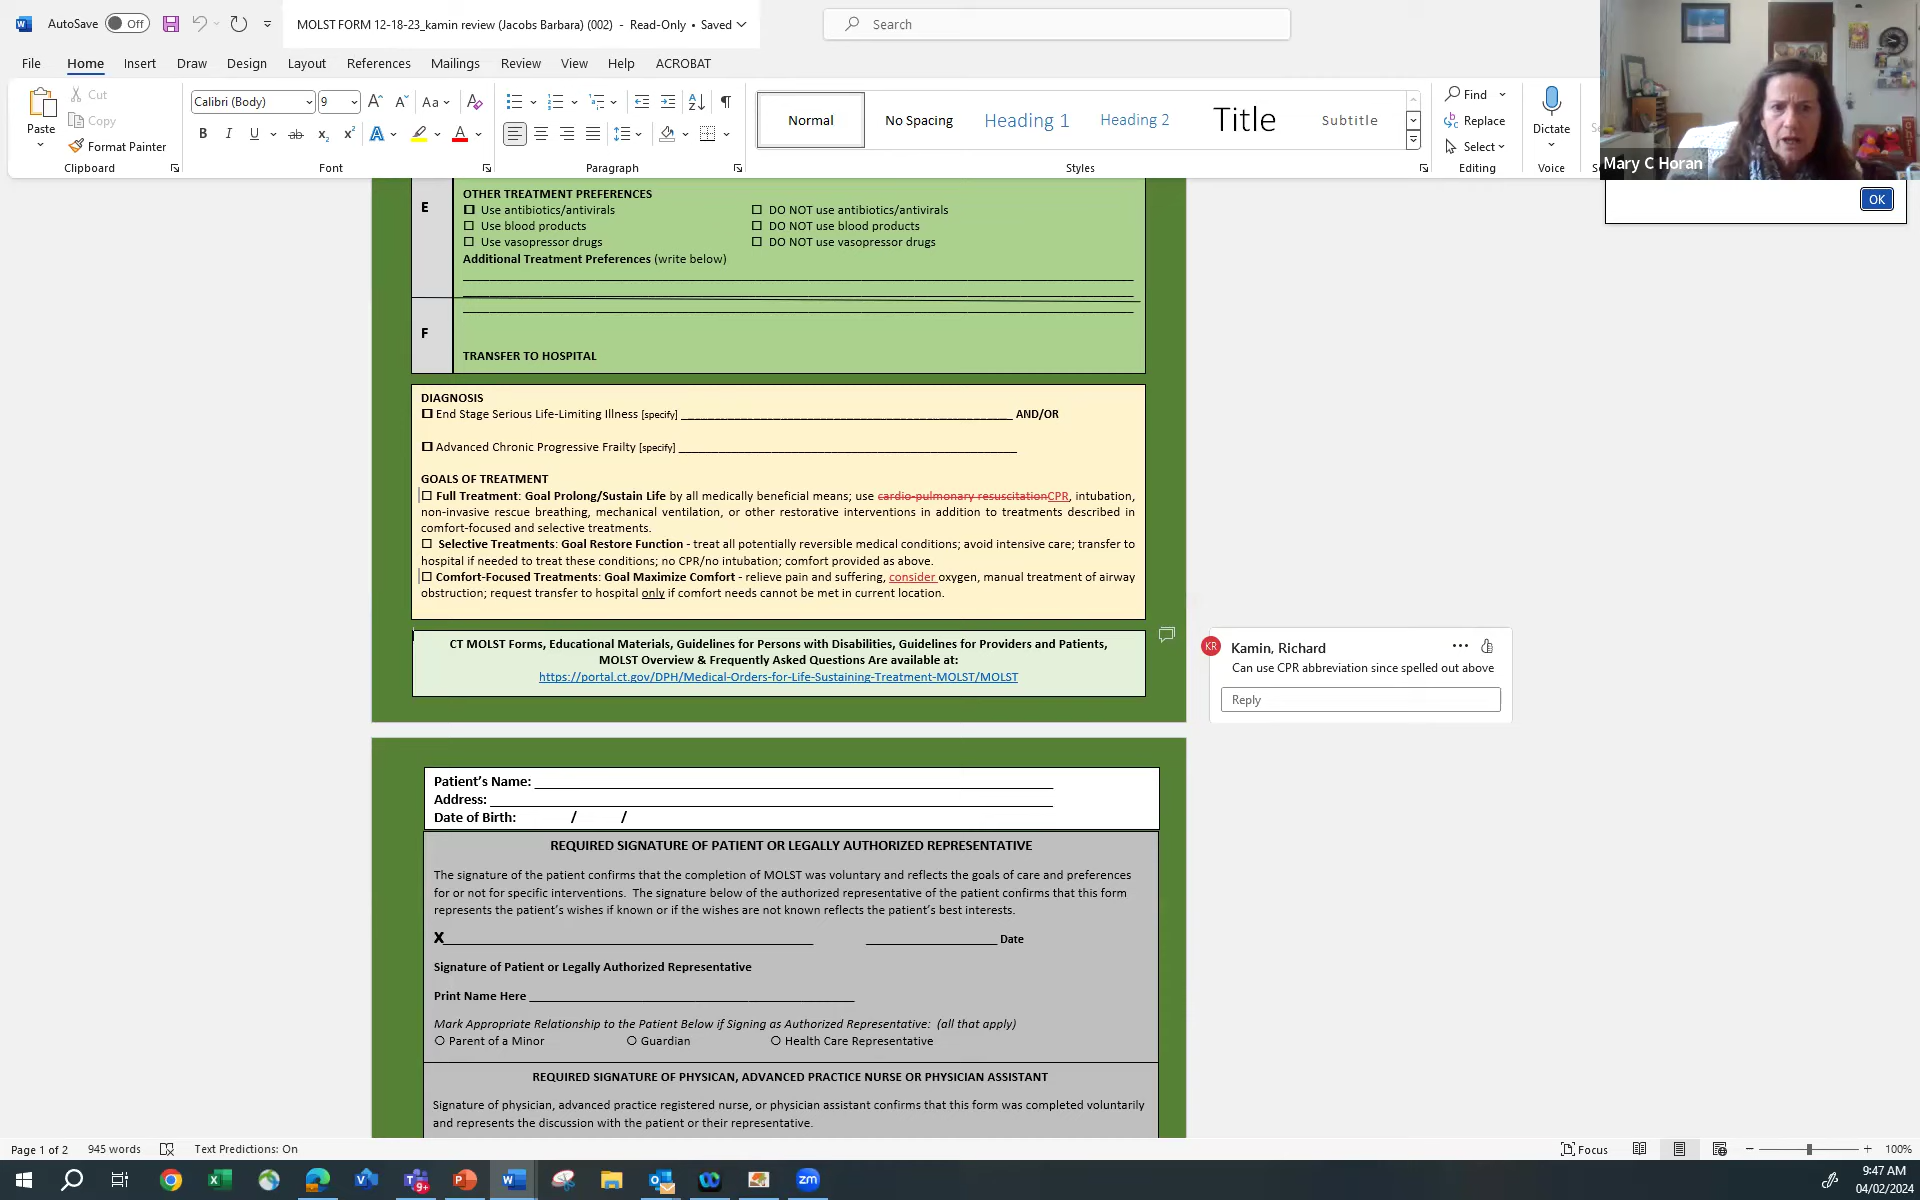 AutoSave Off MOLST FORM 12-18-23_kamin review (Jacobs Barbara) (002) - Read-Only • Saved Search
File Home Insert Draw Design Layout References Mailings Review View Help ACROBAT
Paste Cut Copy Format Painter
Calibri (Body) 9
Normal No Spacing Heading 1 Heading 2 Title Subtitle
Find Replace Select Dictate
Clipboard Font Paragraph Styles Editing Voice
Mary C Horan
OK
E OTHER TREATMENT PREFERENCES
☐ Use antibiotics/antivirals ☐ DO NOT use antibiotics/antivirals
☐ Use blood products ☐ DO NOT use blood products
☐ Use vasopressor drugs ☐ DO NOT use vasopressor drugs
Additional Treatment Preferences (write below)
F
TRANSFER TO HOSPITAL
DIAGNOSIS
☐ End Stage Serious Life-Limiting Illness [specify] ____ AND/OR
☐ Advanced Chronic Progressive Frailty [specify] ____
GOALS OF TREATMENT
☐ Full Treatment: Goal Prolong/Sustain Life by all medically beneficial means; use cardio-pulmonary resuscitationCPR, intubation,
non-invasive rescue breathing, mechanical ventilation, or other restorative interventions in addition to treatments described in
comfort-focused and selective treatments.
☐ Selective Treatments: Goal Restore Function - treat all potentially reversible medical conditions; avoid intensive care; transfer to
hospital if needed to treat these conditions; no CPR/no intubation; comfort provided as above.
☐ Comfort-Focused Treatments: Goal Maximize Comfort - relieve pain and suffering, consider oxygen, manual treatment of airway
obstruction; request transfer to hospital only if comfort needs cannot be met in current location.
CT MOLST Forms, Educational Materials, Guidelines for Persons with Disabilities, Guidelines for Providers and Patients,
MOLST Overview & Frequently Asked Questions Are available at:
https://portal.ct.gov/DPH/Medical-Orders-for-Life-Sustaining-Treatment-MOLST/MOLST
KR Kamin, Richard
Can use CPR abbreviation since spelled out above
Reply
Patient's Name: ____
Address: ____
Date of Birth: / /
REQUIRED SIGNATURE OF PATIENT OR LEGALLY AUTHORIZED REPRESENTATIVE
The signature of the patient confirms that the completion of MOLST was voluntary and reflects the goals of care and preferences
for or not for specific interventions. The signature below of the authorized representative of the patient confirms that this form
represents the patient's wishes if known or if the wishes are not known reflects the patient's best interests.
X____ ____ Date
Signature of Patient or Legally Authorized Representative
Print Name Here ____
Mark Appropriate Relationship to the Patient Below if Signing as Authorized Representative: (all that apply)
○ Parent of a Minor ○ Guardian ○ Health Care Representative
REQUIRED SIGNATURE OF PHYSICAN, ADVANCED PRACTICE NURSE OR PHYSICIAN ASSISTANT
Signature of physician, advanced practice registered nurse, or physician assistant confirms that this form was completed voluntarily
and represents the discussion with the patient or their representative.
Page 1 of 2 945 words Text Predictions: On Focus 100%
9:47 AM
04/02/2024